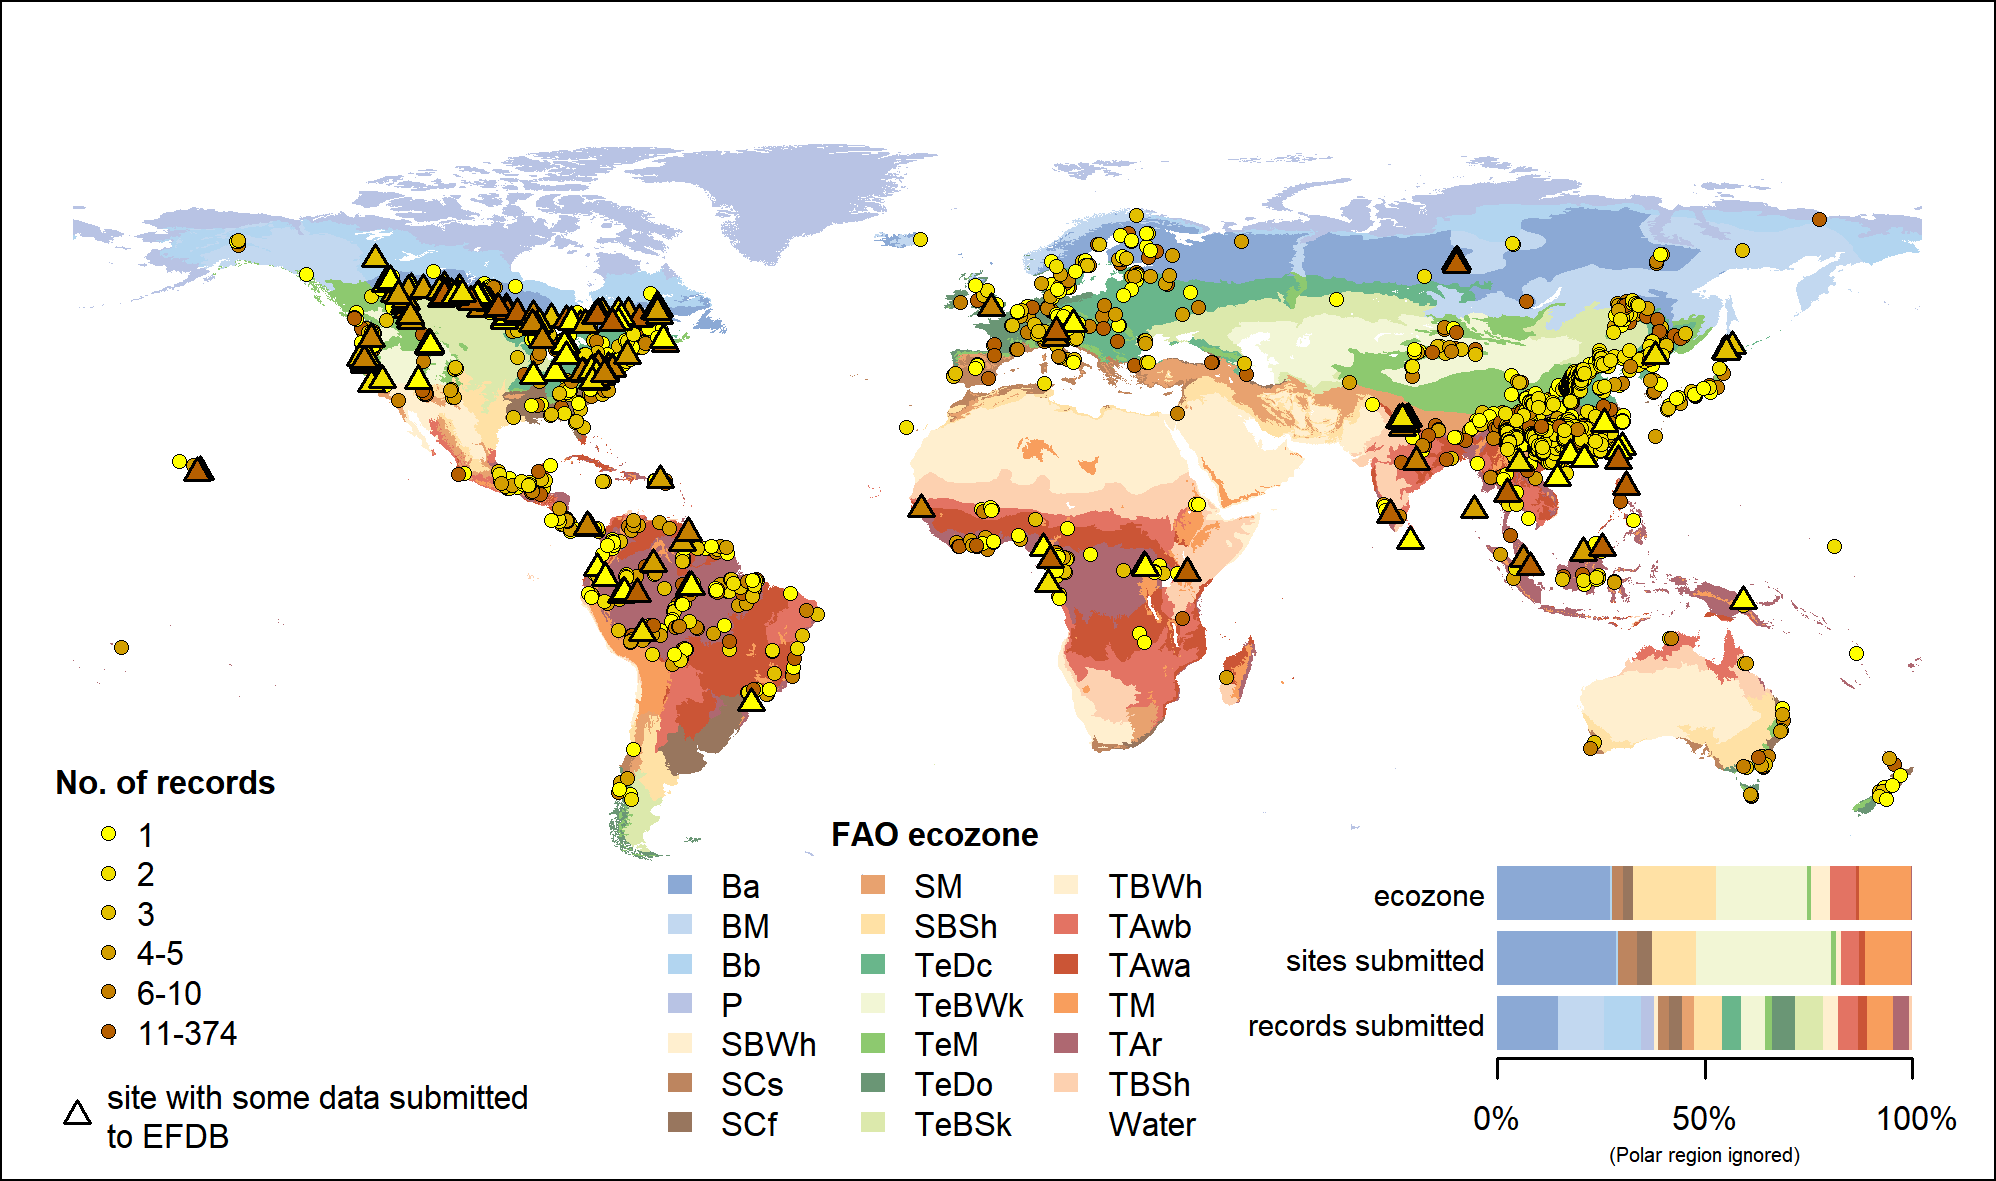 No. of records
1
2
3
4-5
6-10
11-374
site with some data submitted
to EFDB
FAO ecozone
Ba
BM
Bb
P
SBWh
SCs
SCf
SM
SBSh
TeDc
TeBWk
TeM
TeDo
TeBSk
TBWh
TAwb
TAwa
TM
TAr
TBSh
Water
ecozone
sites submitted
records submitted
0%
50%
100%
(Polar region ignored)